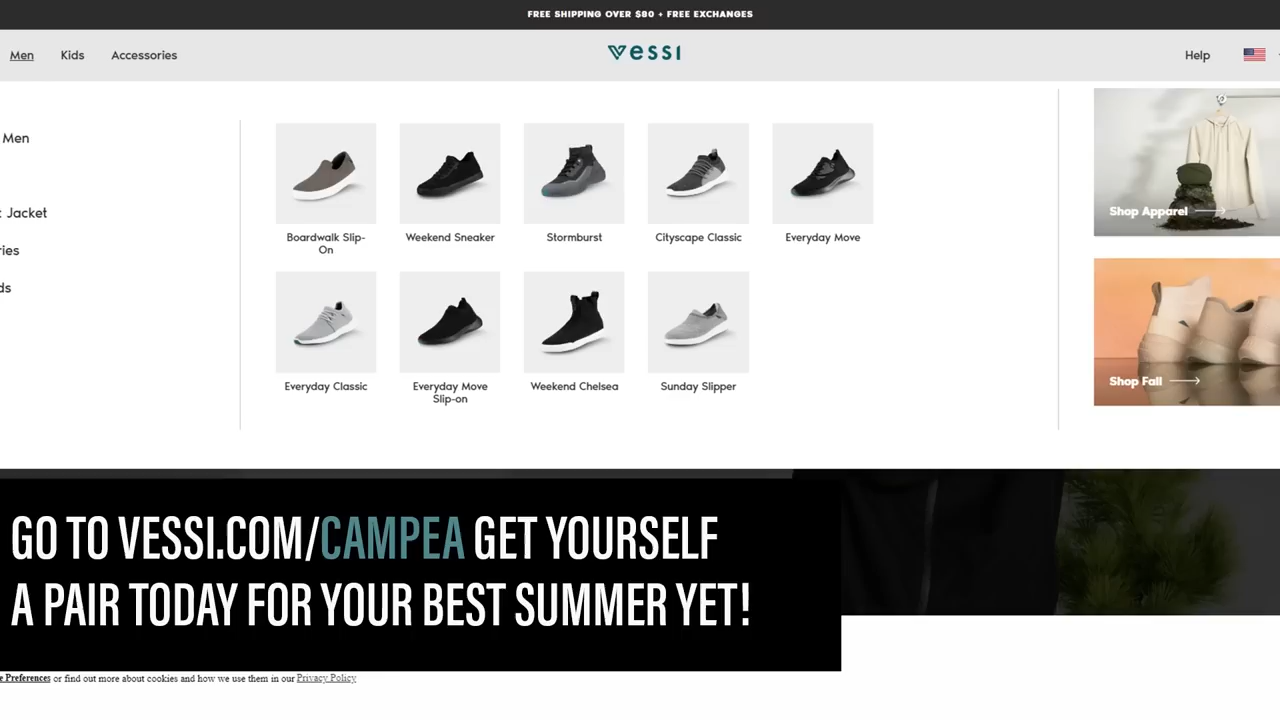 FREE SHIPPING OVER $80 + FREE EXCHANGES
Men Kids Accessories
vessi
Help
Men
Jacket
Boardwalk Slip-
On
Weekend Sneaker
Stormburst
Cityscape Classic
Everyday Move
Everyday Classic
Everyday Move
Slip-on
Weekend Chelsea
Sunday Slipper
Shop Apparel
Shop Fall
GO TO VESSI.COM/CAMPEA GET YOURSELF
A PAIR TODAY FOR YOUR BEST SUMMER YET!
Preferences or find out more about cookies and how we use them in our Privacy Policy